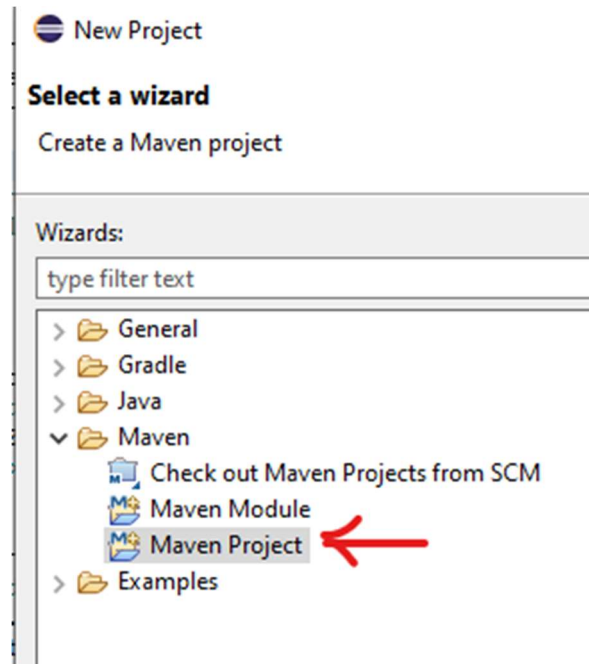 New Project
Select a wizard
Create a Maven project
Wizards:
type filter text
General
Gradle
Java
Maven
Check out Maven Projects from SCM
Maven Module
Maven Project
Examples